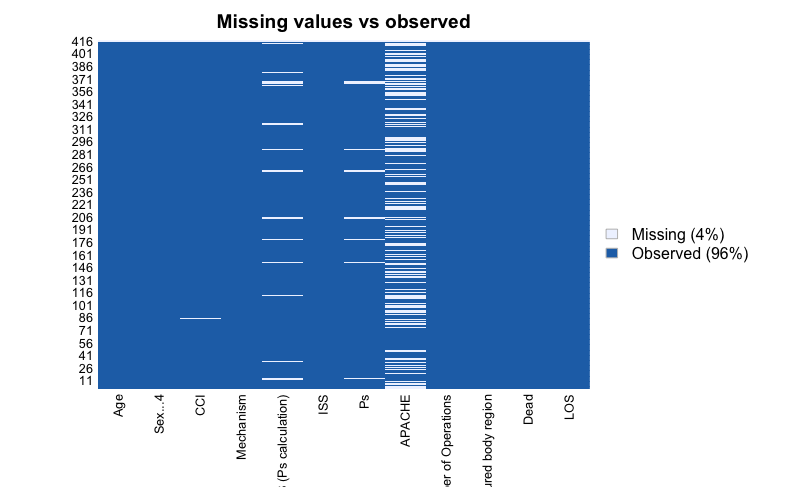 Missing values vs observed
416
401
386
371
356
341
326
311
296
281
266
251
236
221
206
191
176
161
146
131
116
101
86
71
56
41
26
11
Missing (4%)
Observed (96%)
Age
Sex...4
CCI
Mechanism
(Ps calculation)
ISS
Ps
APACHE
of Operations
body region
Dead
LOS